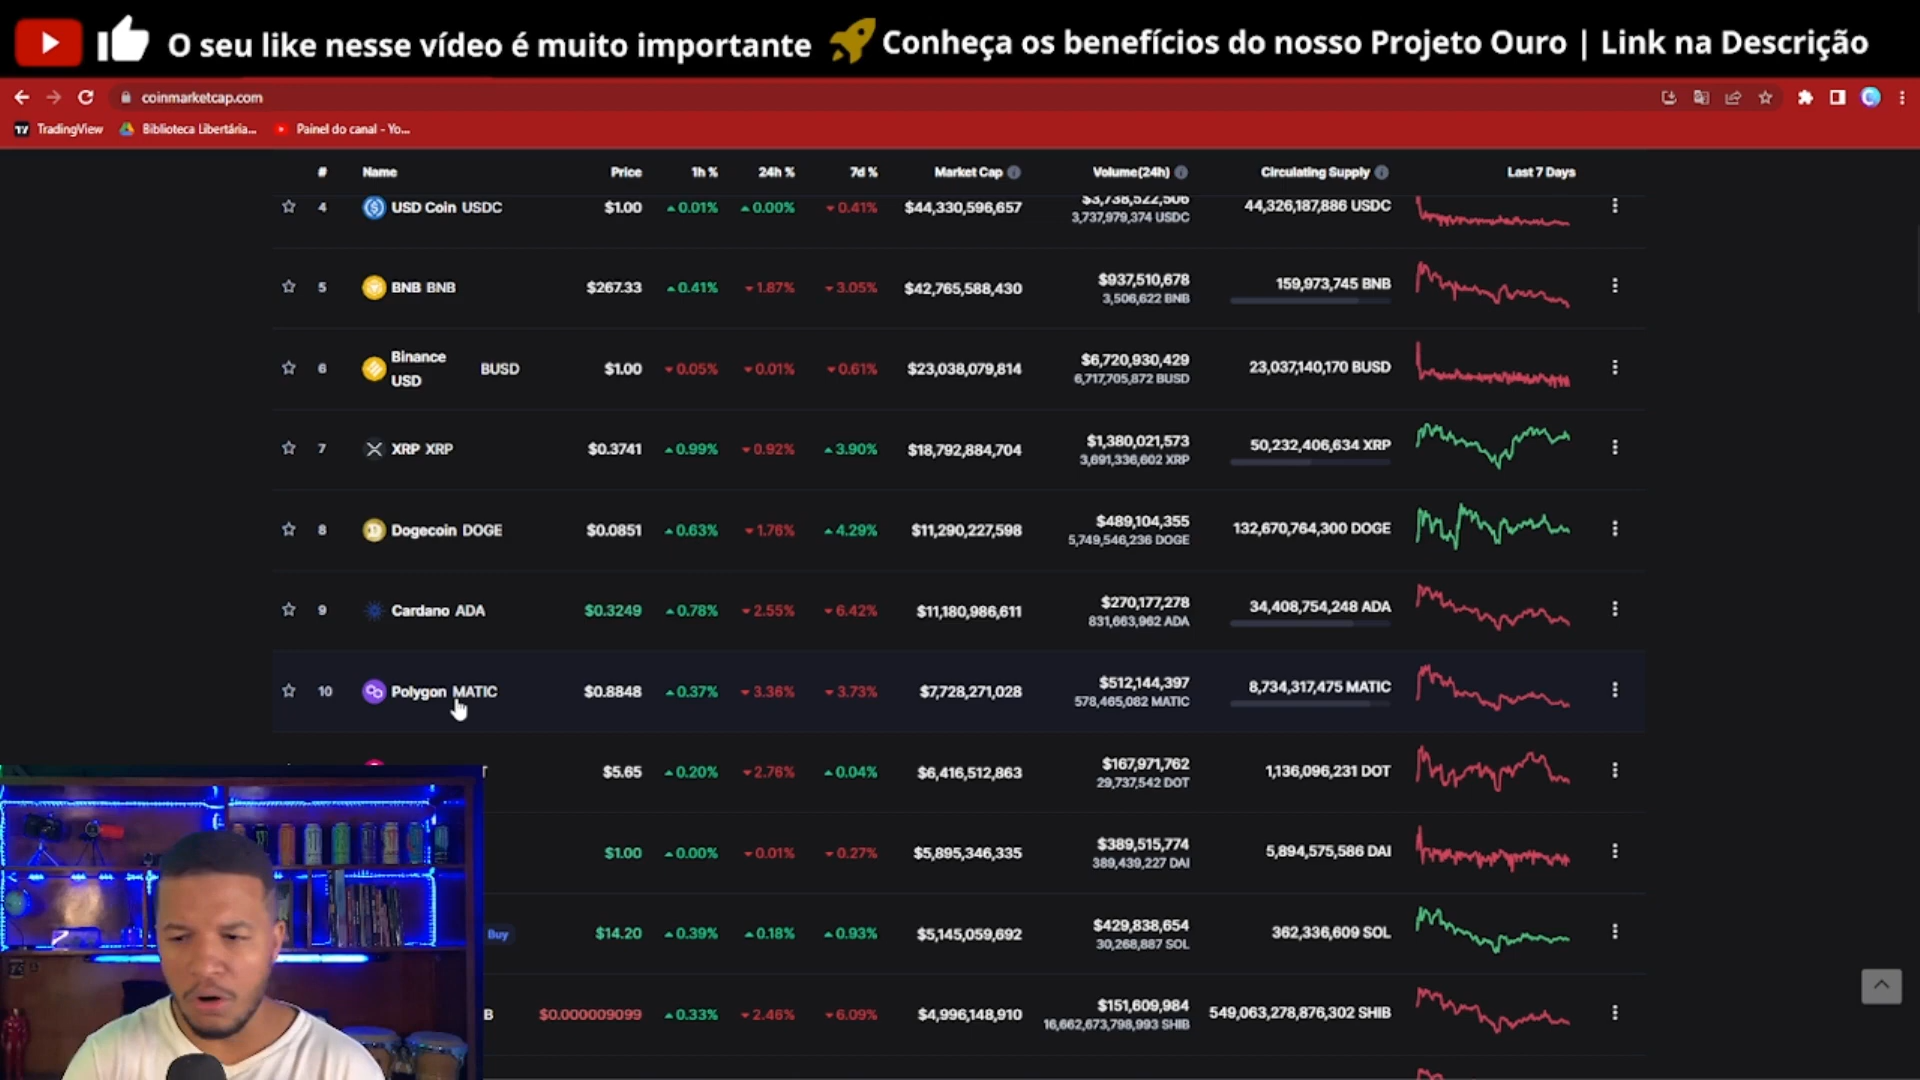 O seu like nesse vídeo é muito importante
Conheça os benefícios do nosso Projeto Ouro | Link na Descrição
coinmarketcap.com
TradingView
Biblioteca Libertária...
Painel do canal - Yo...
# Name Price 1h % 24h % 7d % Market Cap Volume(24h) Circulating Supply Last 7 Days
4 USD Coin USDC $1.00 0.01% 0.00% 0.41% $44,330,596,657 $3,738,522,506 44,326,187,886 USDC
3,737,979,374 USDC
5 BNB BNB $267.33 0.41% 1.87% 3.05% $42,765,588,430 $937,510,678 159,973,745 BNB
3,506,622 BNB
6 Binance USD BUSD $1.00 0.05% 0.01% 0.61% $23,038,079,814 $6,720,930,429 23,037,140,170 BUSD
6,717,705,872 BUSD
7 XRP XRP $0.3741 0.99% 0.92% 3.90% $18,792,884,704 $1,380,021,573 50,232,406,634 XRP
3,691,336,602 XRP
8 Dogecoin DOGE $0.0851 0.63% 1.76% 4.29% $11,290,227,598 $489,104,355 132,670,764,300 DOGE
5,749,546,236 DOGE
9 Cardano ADA $0.3249 0.78% 2.55% 6.42% $11,180,986,611 $270,177,278 34,408,754,248 ADA
831,663,962 ADA
10 Polygon MATIC $0.8848 0.37% 3.36% 3.73% $7,728,271,028 $512,144,397 8,734,317,475 MATIC
578,465,082 MATIC
T $5.65 0.20% 2.76% 0.04% $6,416,512,863 $167,971,762 1,136,096,231 DOT
29,737,542 DOT
$1.00 0.00% 0.01% 0.27% $5,895,346,335 $389,515,774 5,894,575,586 DAI
389,439,227 DAI
Buy $14.20 0.39% 0.18% 0.93% $5,145,059,692 $429,838,654 362,336,609 SOL
30,268,887 SOL
B $0.000009099 0.33% 2.46% 6.09% $4,996,148,910 $151,609,984 549,063,278,876,302 SHIB
16,662,673,798,993 SHIB